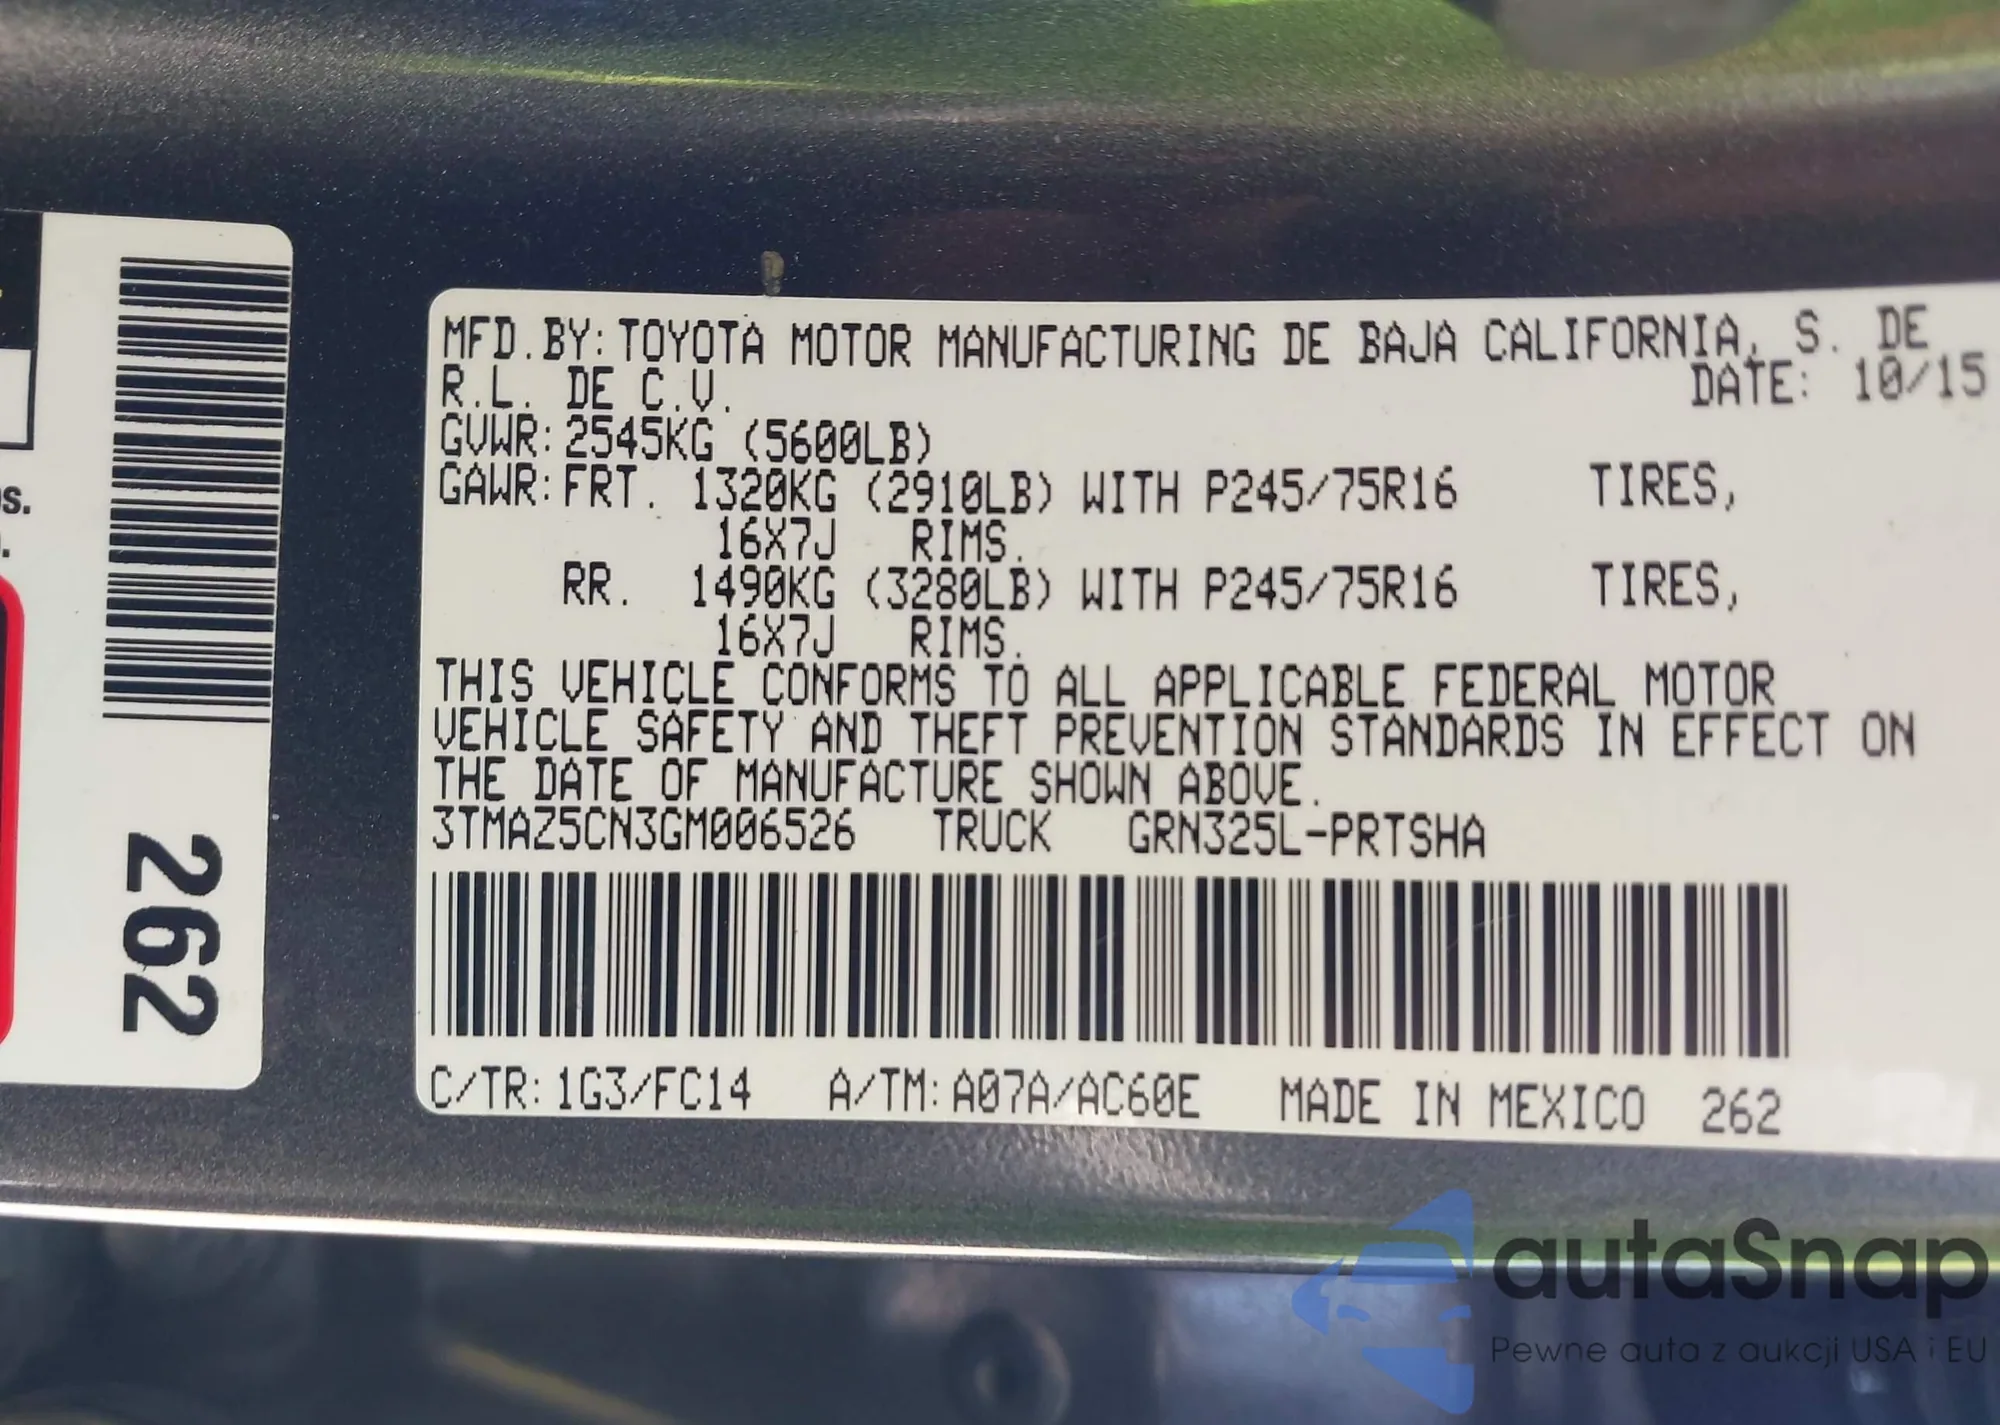 MFD.BY: TOYOTA MOTOR MANUFACTURING DE BAJA CALIFORNIA, S. DE
R.L. DE C.V. DATE: 10/15
GVWR: 2545KG (5600LB)
GAWR: FRT. 1320KG (2910LB) WITH P245/75R16 TIRES,
16X7J RIMS.
RR. 1490KG (3280LB) WITH P245/75R16 TIRES,
16X7J RIMS.
THIS VEHICLE CONFORMS TO ALL APPLICABLE FEDERAL MOTOR
VEHICLE SAFETY AND THEFT PREVENTION STANDARDS IN EFFECT ON
THE DATE OF MANUFACTURE SHOWN ABOVE.
3TMAZ5CN3GM006526 TRUCK GRN325L-PRTSHA
C/TR: 1G3/FC14 A/TM: A07A/AC60E MADE IN MEXICO 262
262
autaSnap
Pewne auta z aukcji USA i EU